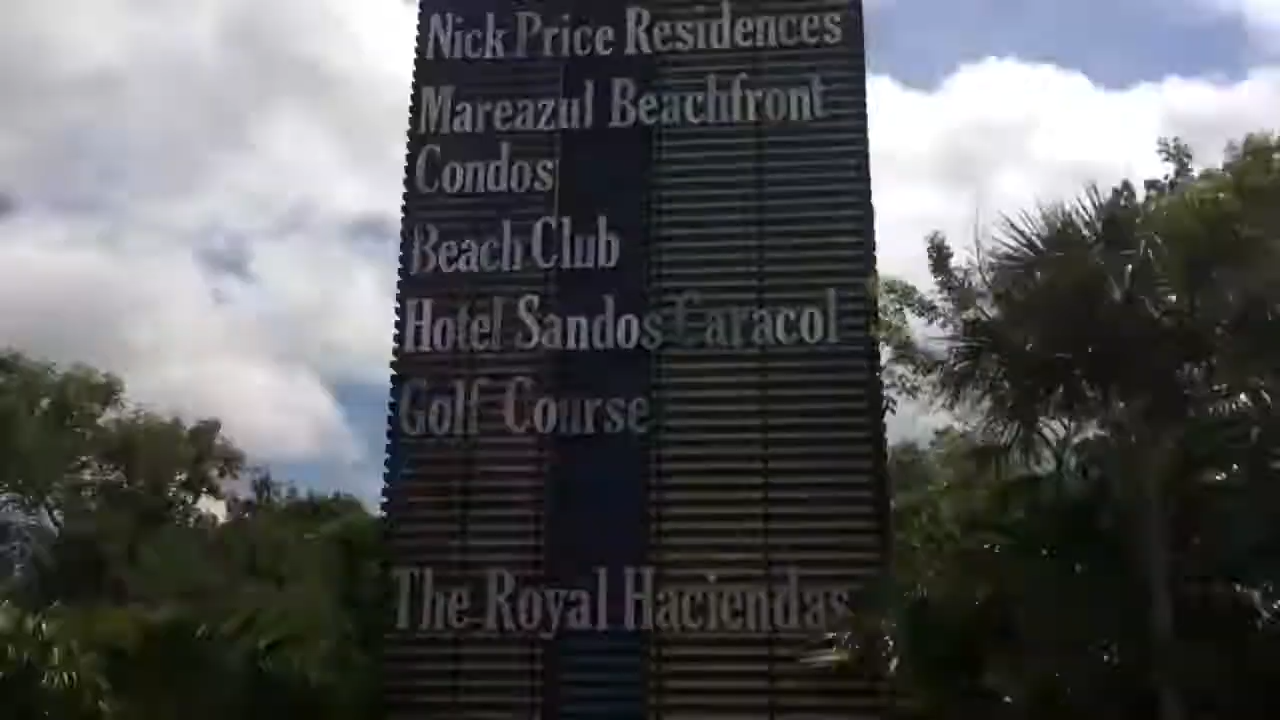 Nick Price Residences
Mareazul Beachfront
Condos
Beach Club
Hotel Sandos Caracol
Golf Course
The Royal Haciendas